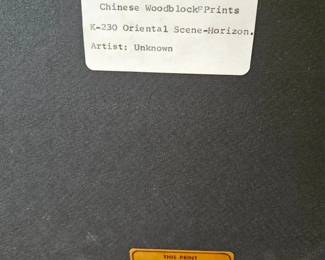 Chinese Woodblock Prints
K-230 Oriental Scene-Horizon.
Artist: Unknown
THIS PRINT